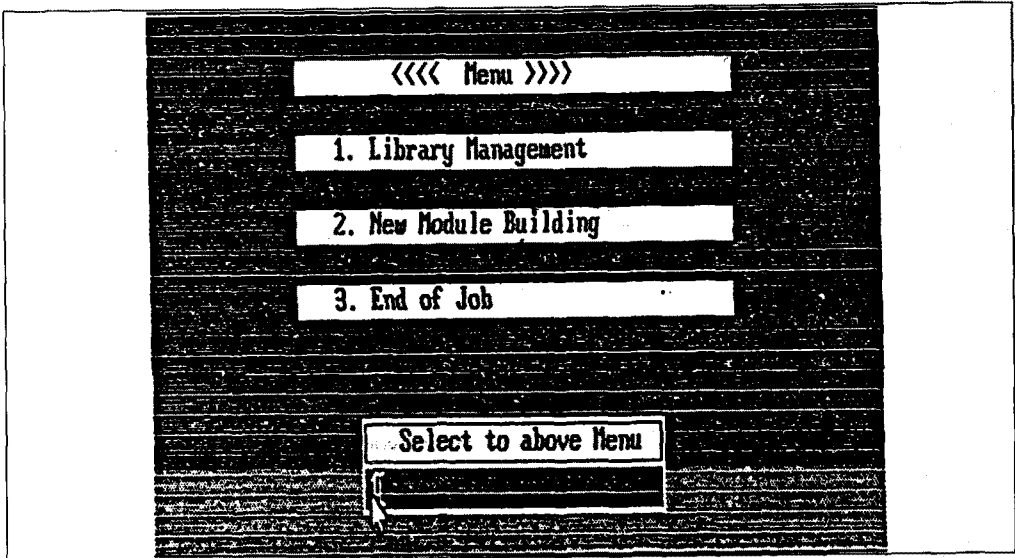 <<<< Menu >>>>
1. Library Management
2. New Module Building
3. End of Job
Select to above Menu